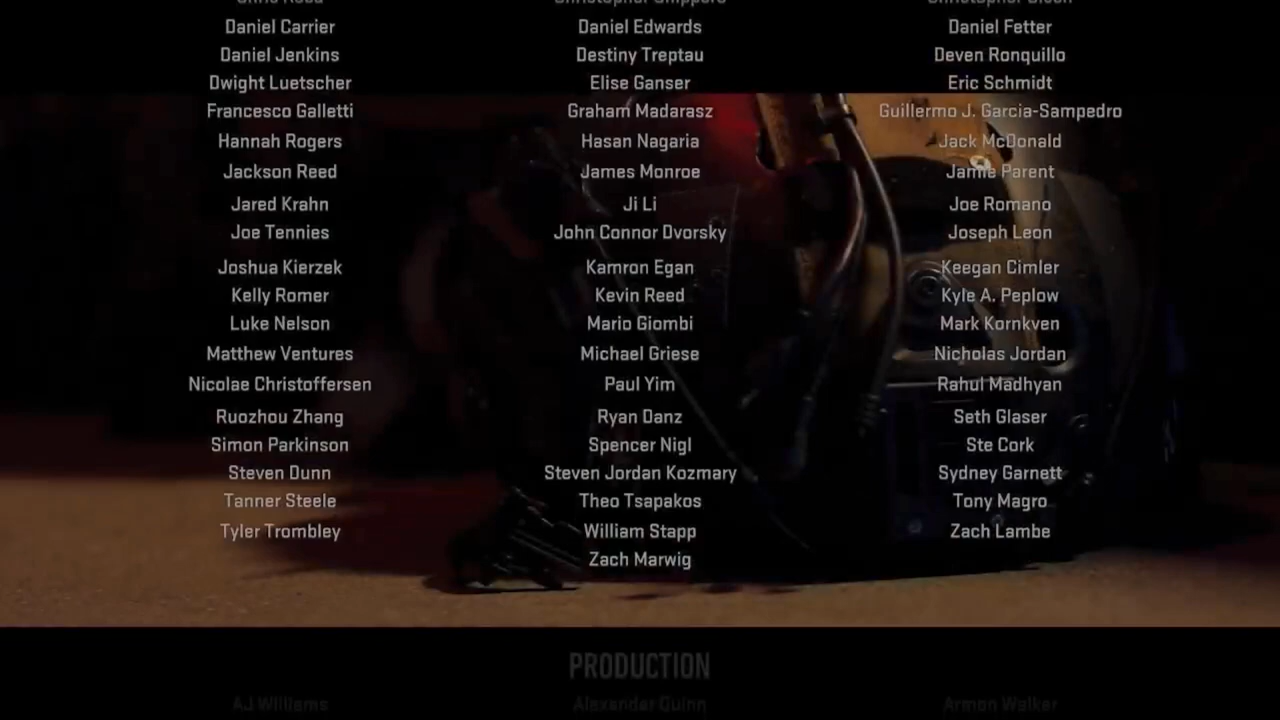 Daniel Carrier Daniel Edwards Daniel Fetter
Daniel Jenkins Destiny Treptau Deven Ronquillo
Dwight Luetscher Elise Ganser Eric Schmidt
Francesco Galletti Graham Madarasz Guillermo J. Garcia-Sampedro
Hannah Rogers Hasan Nagaria Jack McDonald
Jackson Reed James Monroe Jamie Parent
Jared Krahn Ji Li Joe Romano
Joe Tennies John Connor Dvorsky Joseph Leon
Joshua Kierzek Kamron Egan Keegan Cimler
Kelly Romer Kevin Reed Kyle A. Peplow
Luke Nelson Mario Giombi Mark Kornkven
Matthew Ventures Michael Griese Nicholas Jordan
Nicolae Christoffersen Paul Yim Rahul Madhyan
Ruozhou Zhang Ryan Danz Seth Glaser
Simon Parkinson Spencer Nigl Ste Cork
Steven Dunn Steven Jordan Kozmary Sydney Garnett
Tanner Steele Theo Tsapakos Tony Magro
Tyler Trombley William Stapp Zach Lambe
Zach Marwig
PRODUCTION
AJ Williams Alexander Quinn Armon Walker